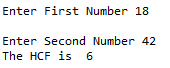 Enter First Number 18
Enter Second Number 42
The HCF is  6